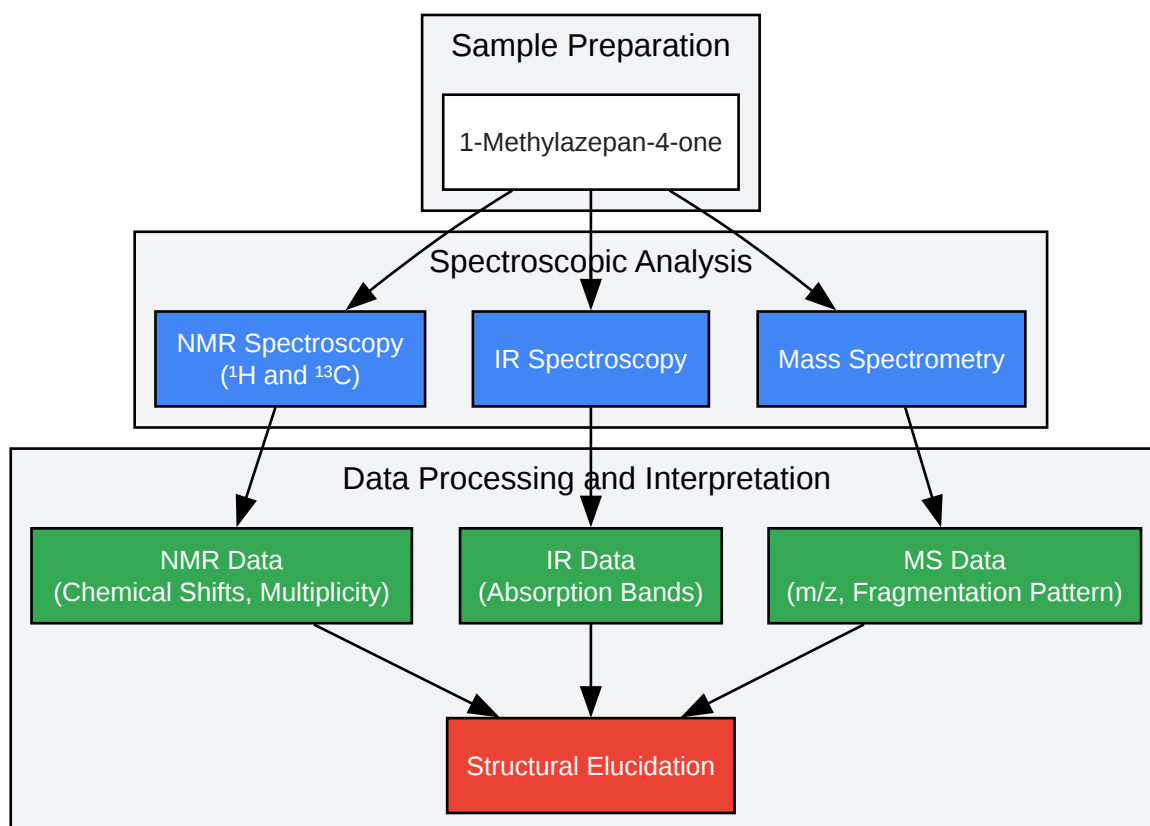 Sample Preparation
1-Methylazepan-4-one
Spectroscopic Analysis
NMR Spectroscopy
(¹H and ¹³C)
IR Spectroscopy
Mass Spectrometry
Data Processing and Interpretation
NMR Data
(Chemical Shifts, Multiplicity)
IR Data
(Absorption Bands)
MS Data
(m/z, Fragmentation Pattern)
Structural Elucidation